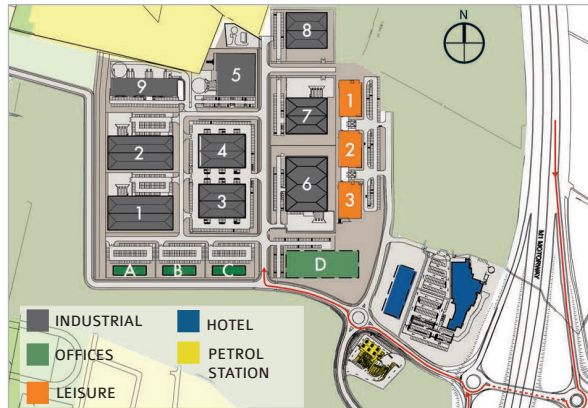 N
8
5
9
1
7
2
4
2
6
3
1
3
M1 MOTORWAY
A
B
C
D
INDUSTRIAL
HOTEL
OFFICES
PETROL
STATION
LEISURE